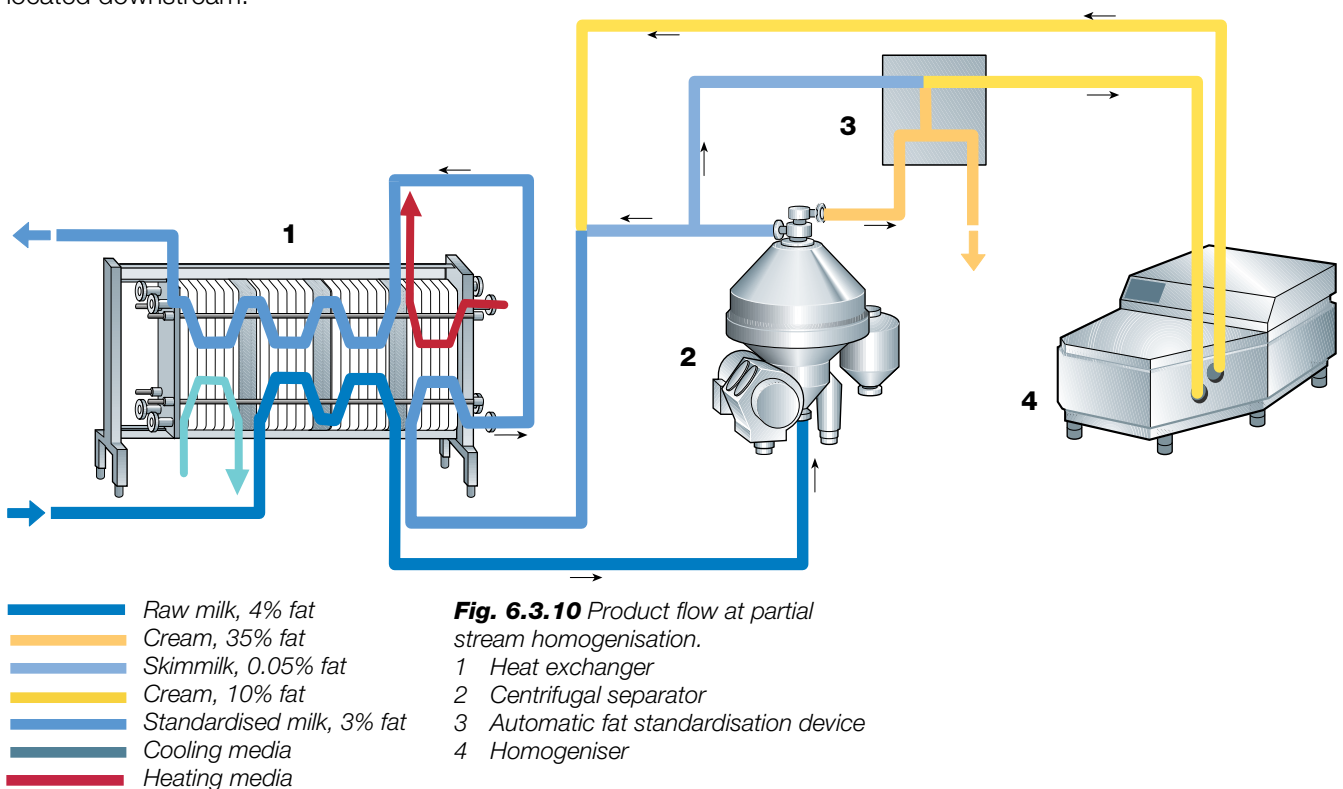 located downstream.
1
2
3
4
Raw milk, 4% fat
Cream, 35% fat
Skimmilk, 0.05% fat
Cream, 10% fat
Standardised milk, 3% fat
Cooling media
Heating media
Fig. 6.3.10 Product flow at partial
stream homogenisation.
1 Heat exchanger
2 Centrifugal separator
3 Automatic fat standardisation device
4 Homogeniser